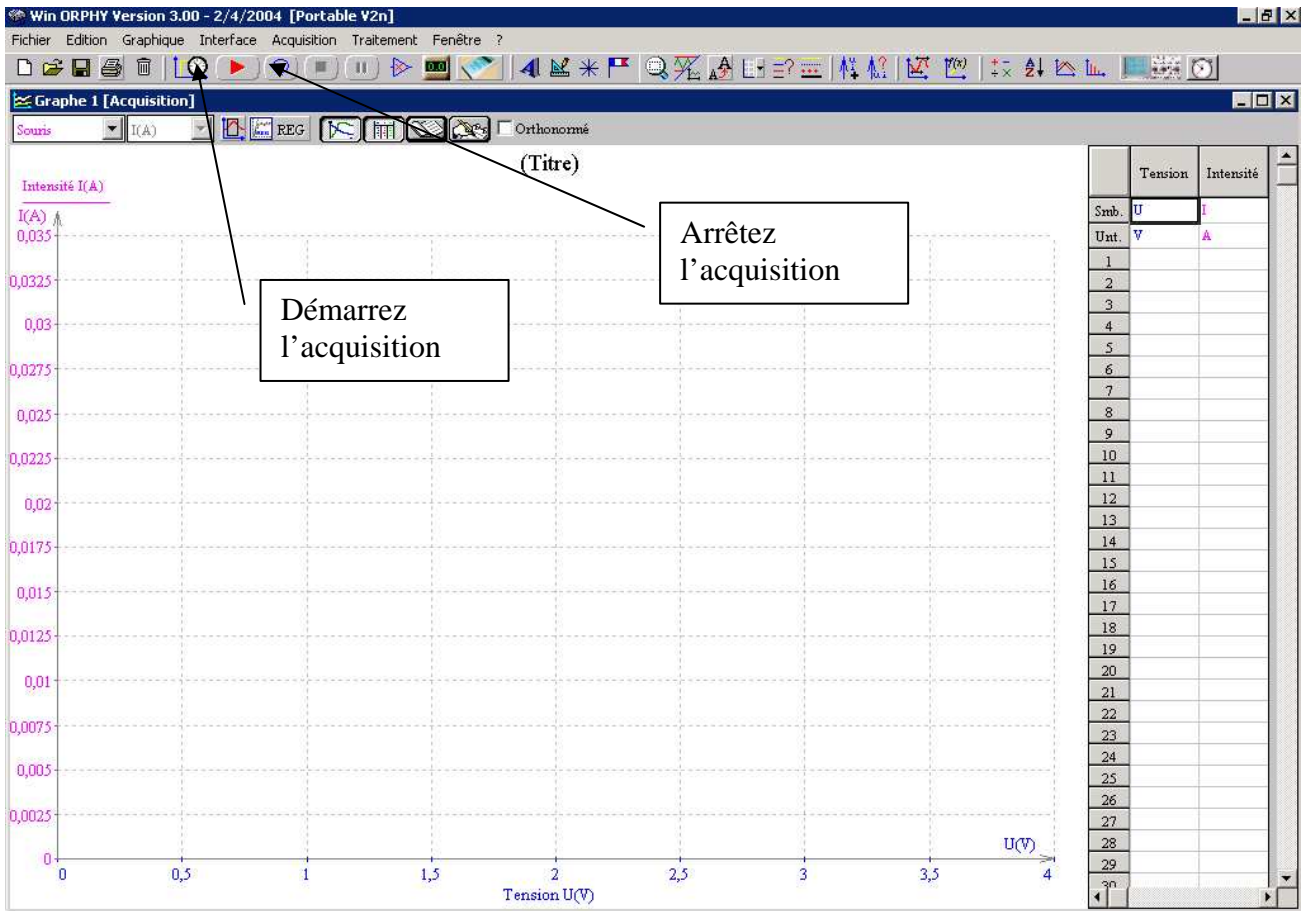 Win ORPHY Version 3.00 - 2/4/2004 [Portable V2n]
Fichier Edition Graphique Interface Acquisition Traitement Fenêtre ?
Graphe 1 [Acquisition]
Souris I(A) REG Orthonormé
(Titre)
Intensité I(A)
I(A)
Arrêtez
l’acquisition
Démarrez
l’acquisition
0,035
0,0325
0,03
0,0275
0,025
0,0225
0,02
0,0175
0,015
0,0125
0,01
0,0075
0,005
0,0025
0
U(V)
0 0,5 1 1,5 2 2,5 3 3,5 4
Tension U(V)
Tension Intensité
Smb. U I
Unt. V A
1
2
3
4
5
6
7
8
9
10
11
12
13
14
15
16
17
18
19
20
21
22
23
24
25
26
27
28
29
30